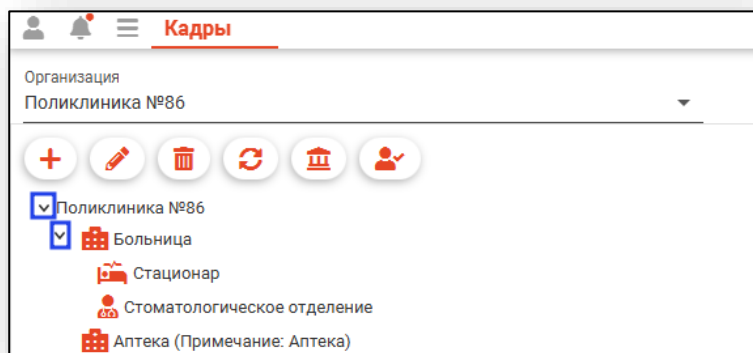 Кадры
Организация
Поликлиника №86
Поликлиника №86
Больница
Стационар
Стоматологическое отделение
Аптека (Примечание: Аптека)